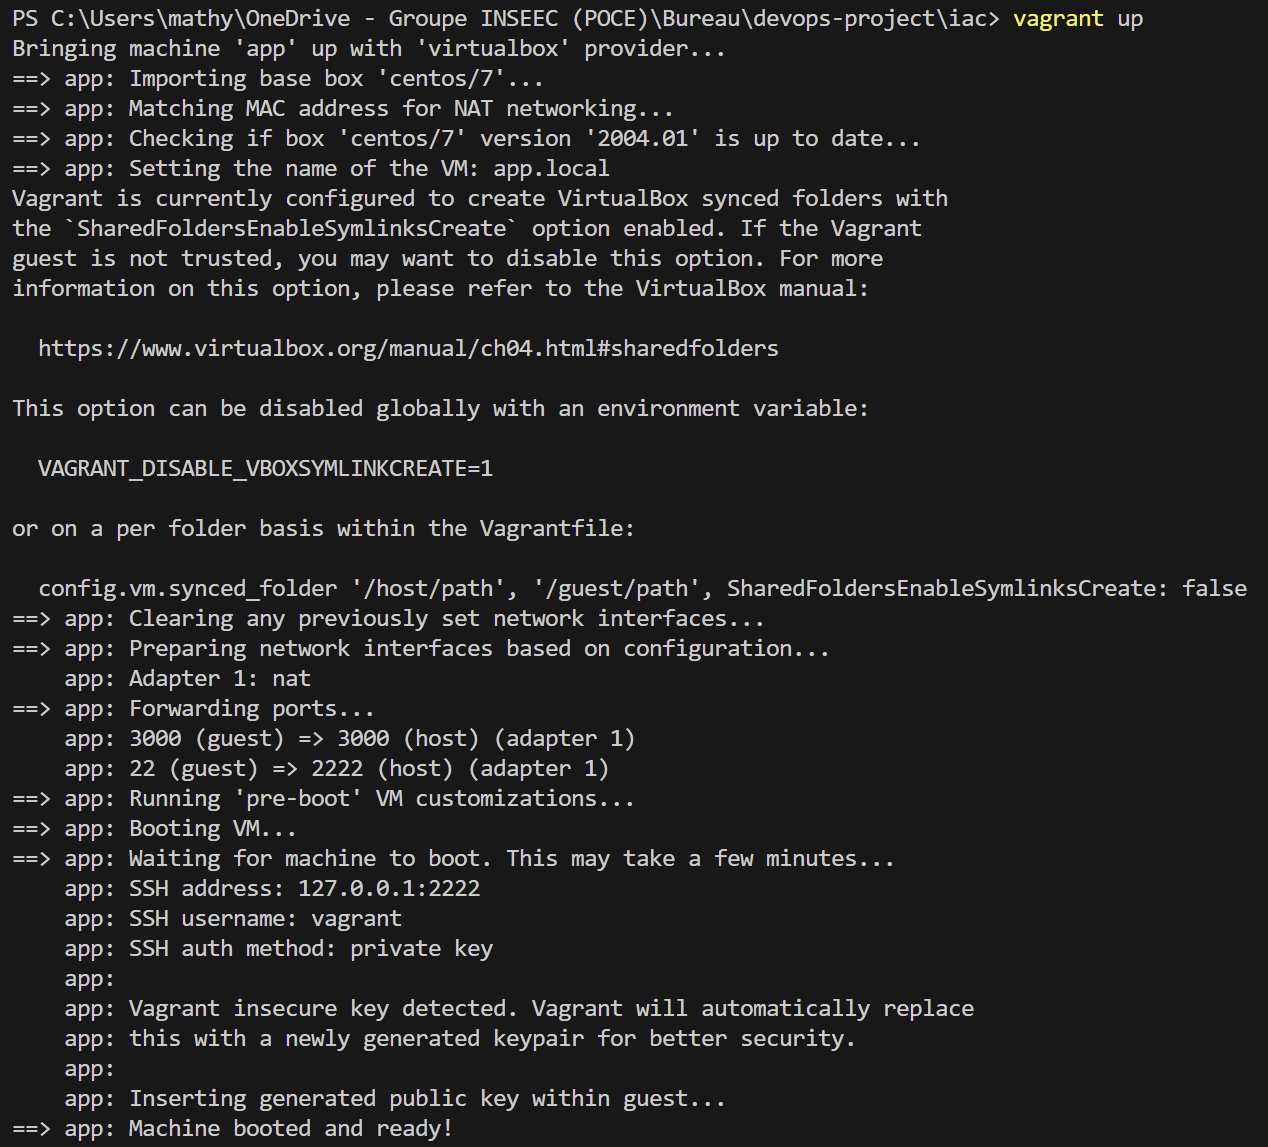 PS C:\Users\mathy\OneDrive - Groupe INSEEC (POCE)\Bureau\devops-project\iac> vagrant up
Bringing machine 'app' up with 'virtualbox' provider...
==> app: Importing base box 'centos/7'...
==> app: Matching MAC address for NAT networking...
==> app: Checking if box 'centos/7' version '2004.01' is up to date...
==> app: Setting the name of the VM: app.local
Vagrant is currently configured to create VirtualBox synced folders with
the `SharedFoldersEnableSymlinksCreate` option enabled. If the Vagrant
guest is not trusted, you may want to disable this option. For more
information on this option, please refer to the VirtualBox manual:

  https://www.virtualbox.org/manual/ch04.html#sharedfolders

This option can be disabled globally with an environment variable:

  VAGRANT_DISABLE_VBOXSYMLINKCREATE=1

or on a per folder basis within the Vagrantfile:

  config.vm.synced_folder '/host/path', '/guest/path', SharedFoldersEnableSymlinksCreate: false
==> app: Clearing any previously set network interfaces...
==> app: Preparing network interfaces based on configuration...
    app: Adapter 1: nat
==> app: Forwarding ports...
    app: 3000 (guest) => 3000 (host) (adapter 1)
    app: 22 (guest) => 2222 (host) (adapter 1)
==> app: Running 'pre-boot' VM customizations...
==> app: Booting VM...
==> app: Waiting for machine to boot. This may take a few minutes...
    app: SSH address: 127.0.0.1:2222
    app: SSH username: vagrant
    app: SSH auth method: private key
    app:
    app: Vagrant insecure key detected. Vagrant will automatically replace
    app: this with a newly generated keypair for better security.
    app:
    app: Inserting generated public key within guest...
==> app: Machine booted and ready!